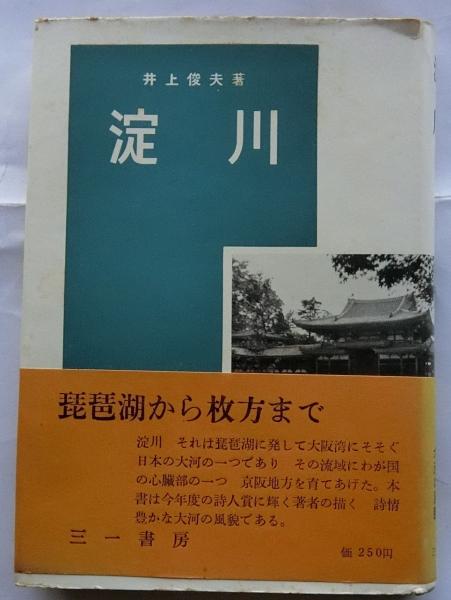 井上俊夫著
淀川
琵琶湖から枚方まで
淀川 それは琵琶湖に発して大阪湾にそそぐ
日本の大河の一つであり その流域にわが国
の心臓部の一つ 京阪地方を育てあげた。本
書は今年度の詩人賞に輝く著者の描く 詩情
豊かな大河の風貌である。
三一書房
価 250円